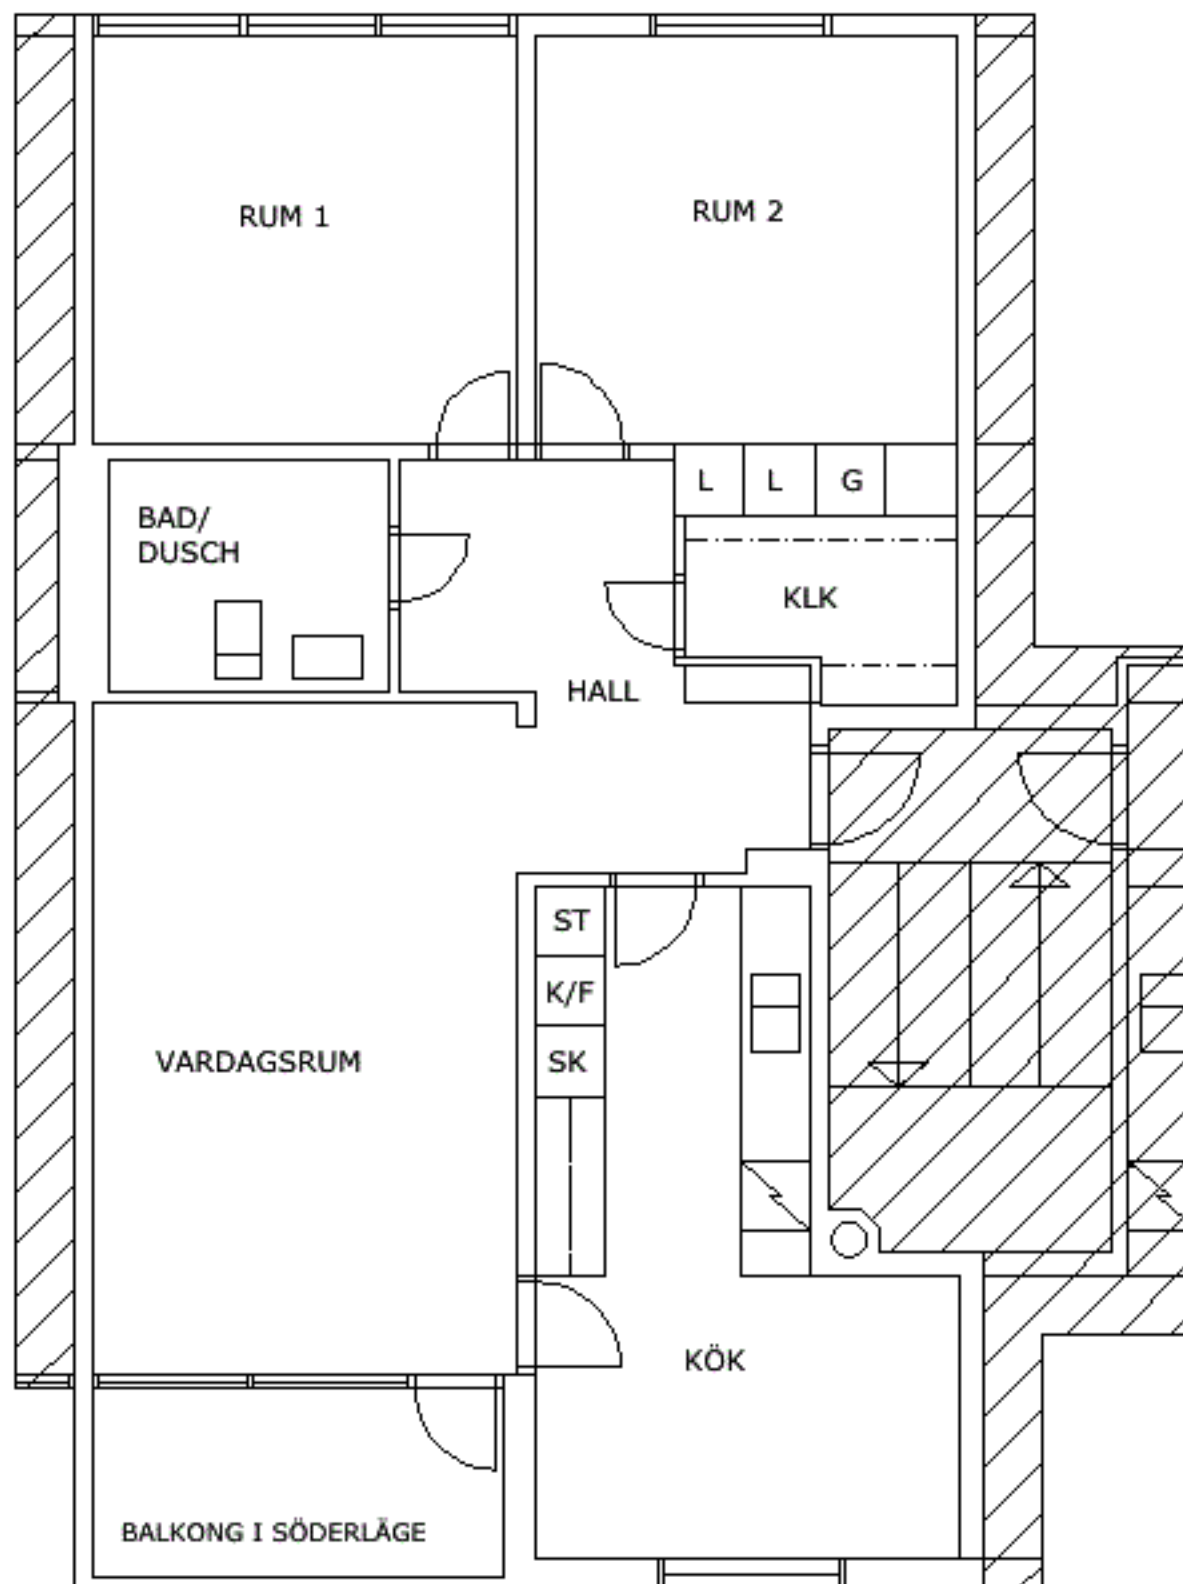 RUM 1
RUM 2
L L G
BAD/
DUSCH
KLK
HALL
ST
K/F
SK
VARDAGSRUM
KÖK
BALKONG I SÖDERLÄGE